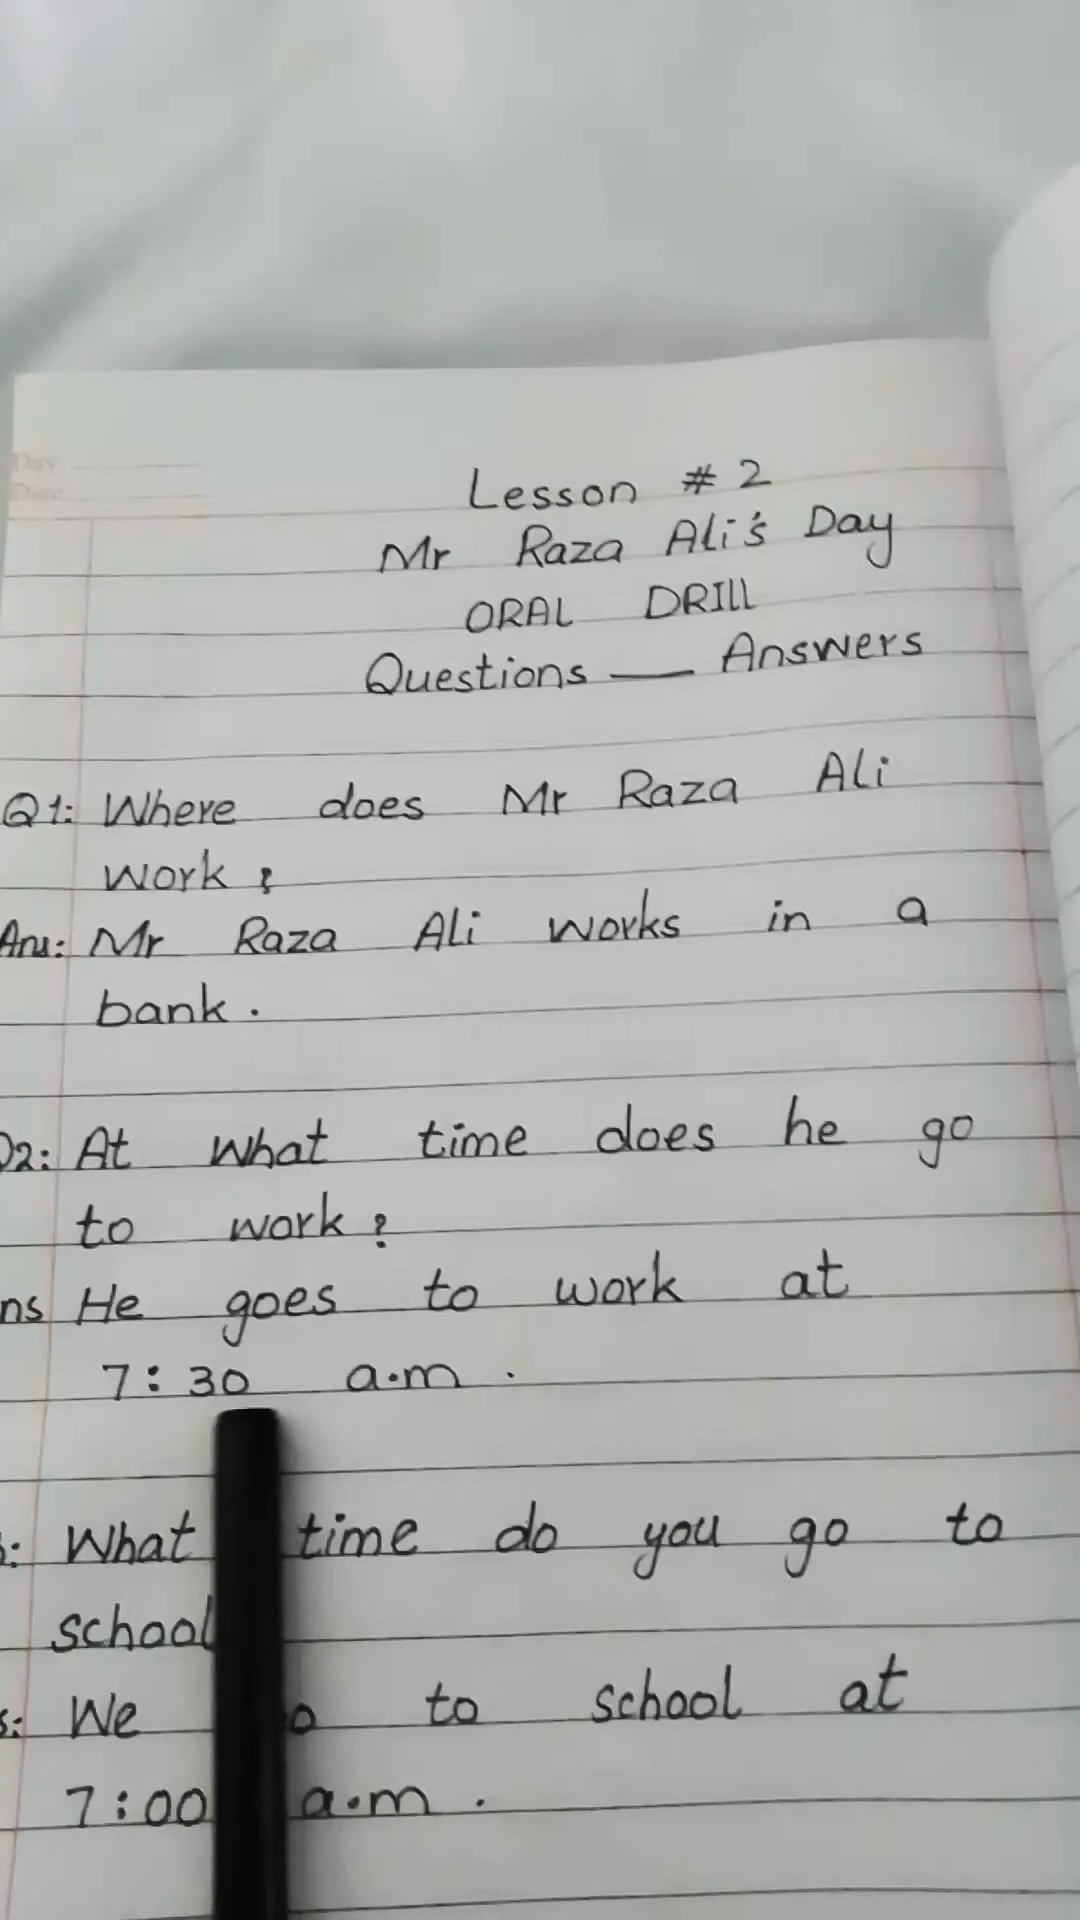 Day
Date
Lesson # 2
Mr Raza Ali's Day
ORAL DRILL
Questions — Answers
Q1: Where does Mr Raza Ali
work?
Ans: Mr Raza Ali works in a
bank.
Q2: At what time does he go
to work?
ns He goes to work at
7:30 a.m.
: What time do you go to
school
s: We to school at
7:00 a.m.